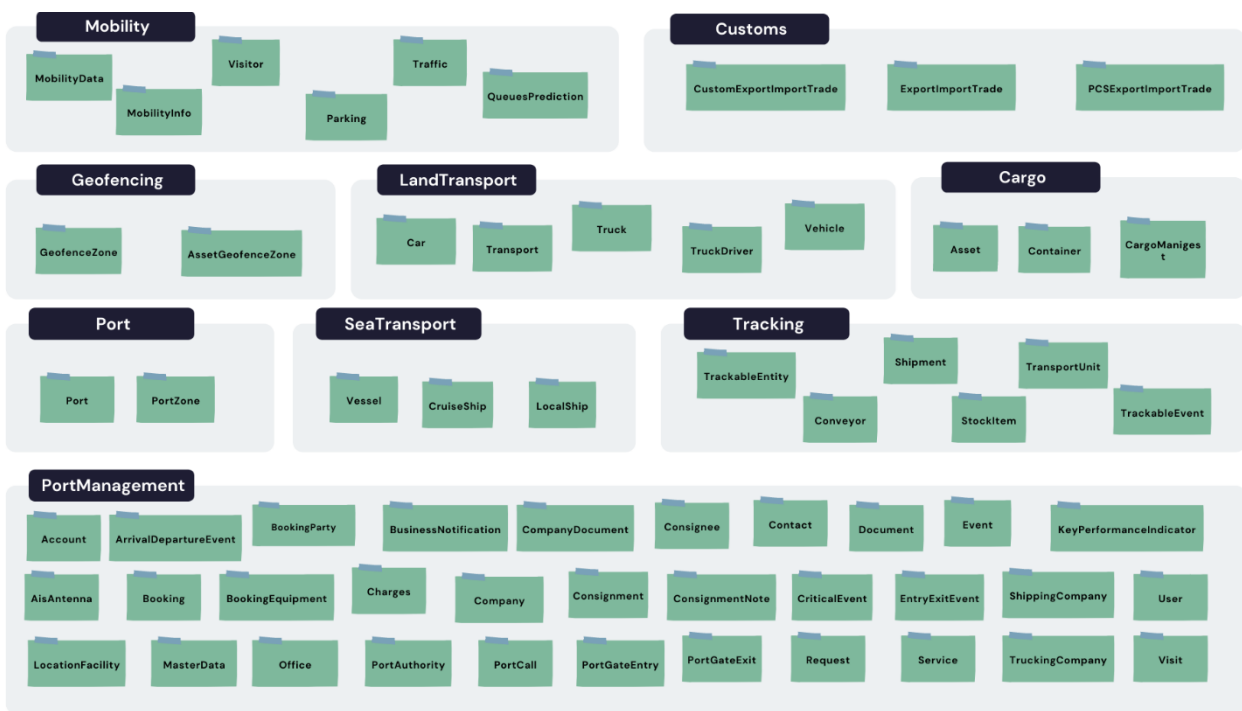 Mobility
MobilityData
MobilityInfo
Visitor
Parking
Traffic
QueuesPrediction
Customs
CustomExportImportTrade
ExportImportTrade
PCSExportImportTrade
Geofencing
GeofenceZone
AssetGeofenceZone
LandTransport
Car
Transport
Truck
TruckDriver
Vehicle
Cargo
Asset
Container
CargoManiges
t
Port
Port
PortZone
SeaTransport
Vessel
CruiseShip
LocalShip
Tracking
TrackableEntity
Conveyor
Shipment
StockItem
TransportUnit
TrackableEvent
PortManagement
Account
ArrivalDepartureEvent
BookingParty
BusinessNotification
CompanyDocument
Consignee
Contact
Document
Event
KeyPerformanceIndicator
AisAntenna
Booking
BookingEquipment
Charges
Company
Consignment
ConsignmentNote
CriticalEvent
EntryExitEvent
ShippingCompany
User
LocationFacility
MasterData
Office
PortAuthority
PortCall
PortGateEntry
PortGateExit
Request
Service
TruckingCompany
Visit